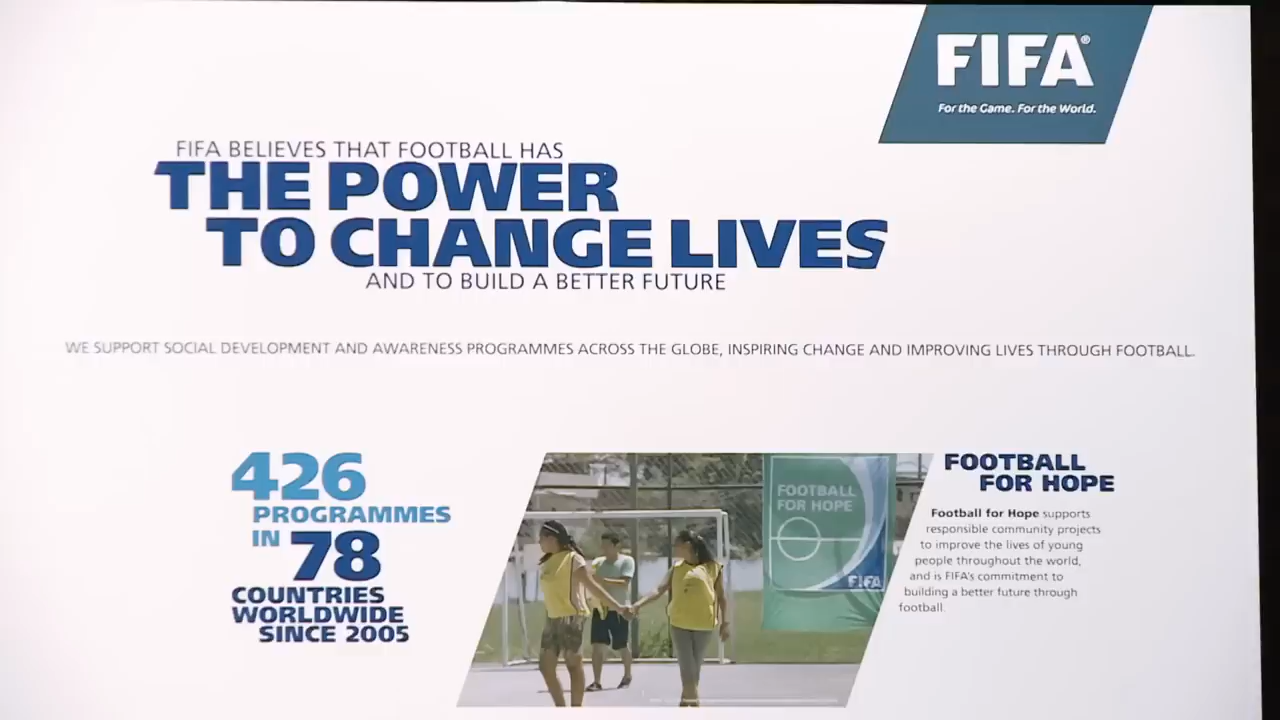 FIFA®
For the Game. For the World.
FIFA BELIEVES THAT FOOTBALL HAS
THE POWER
TO CHANGE LIVES
AND TO BUILD A BETTER FUTURE
WE SUPPORT SOCIAL DEVELOPMENT AND AWARENESS PROGRAMMES ACROSS THE GLOBE, INSPIRING CHANGE AND IMPROVING LIVES THROUGH FOOTBALL.
426
PROGRAMMES
IN 78
COUNTRIES
WORLDWIDE
SINCE 2005
FOOTBALL
FOR HOPE
FIFA
FOOTBALL
FOR HOPE
Football for Hope supports
responsible community projects
to improve the lives of young
people throughout the world,
and is FIFA's commitment to
building a better future through
football.